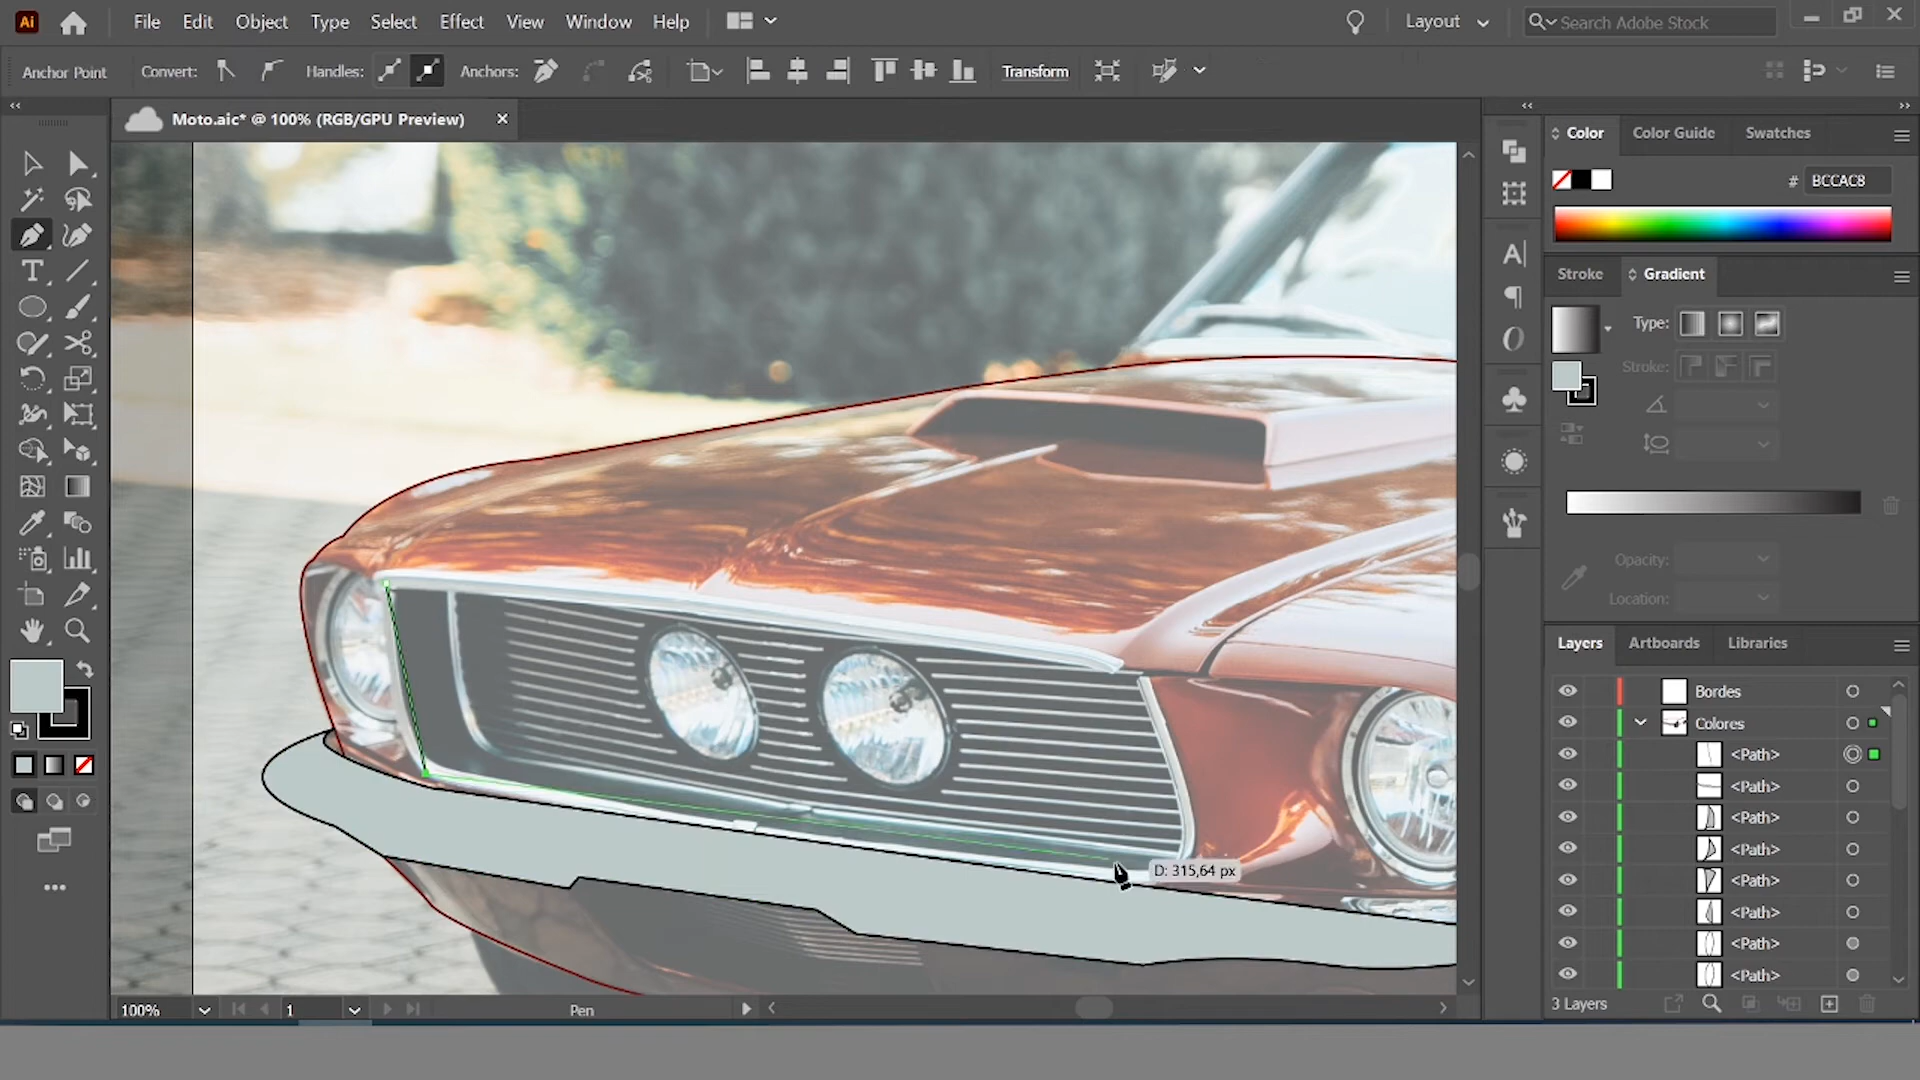 Ai File Edit Object Type Select Effect View Window Help Layout Search Adobe Stock
Anchor Point Convert: Handles: Anchors: Transform
Moto.aic* @ 100% (RGB/GPU Preview)
Color Color Guide Swatches
# BCCAC8
Stroke Gradient
Type:
Stroke:
Opacity:
Location:
Layers Artboards Libraries
Bordes
Colores
<Path>
<Path>
<Path>
<Path>
<Path>
<Path>
<Path>
<Path>
D: 315,64 px
100% 1 Pen 3 Layers